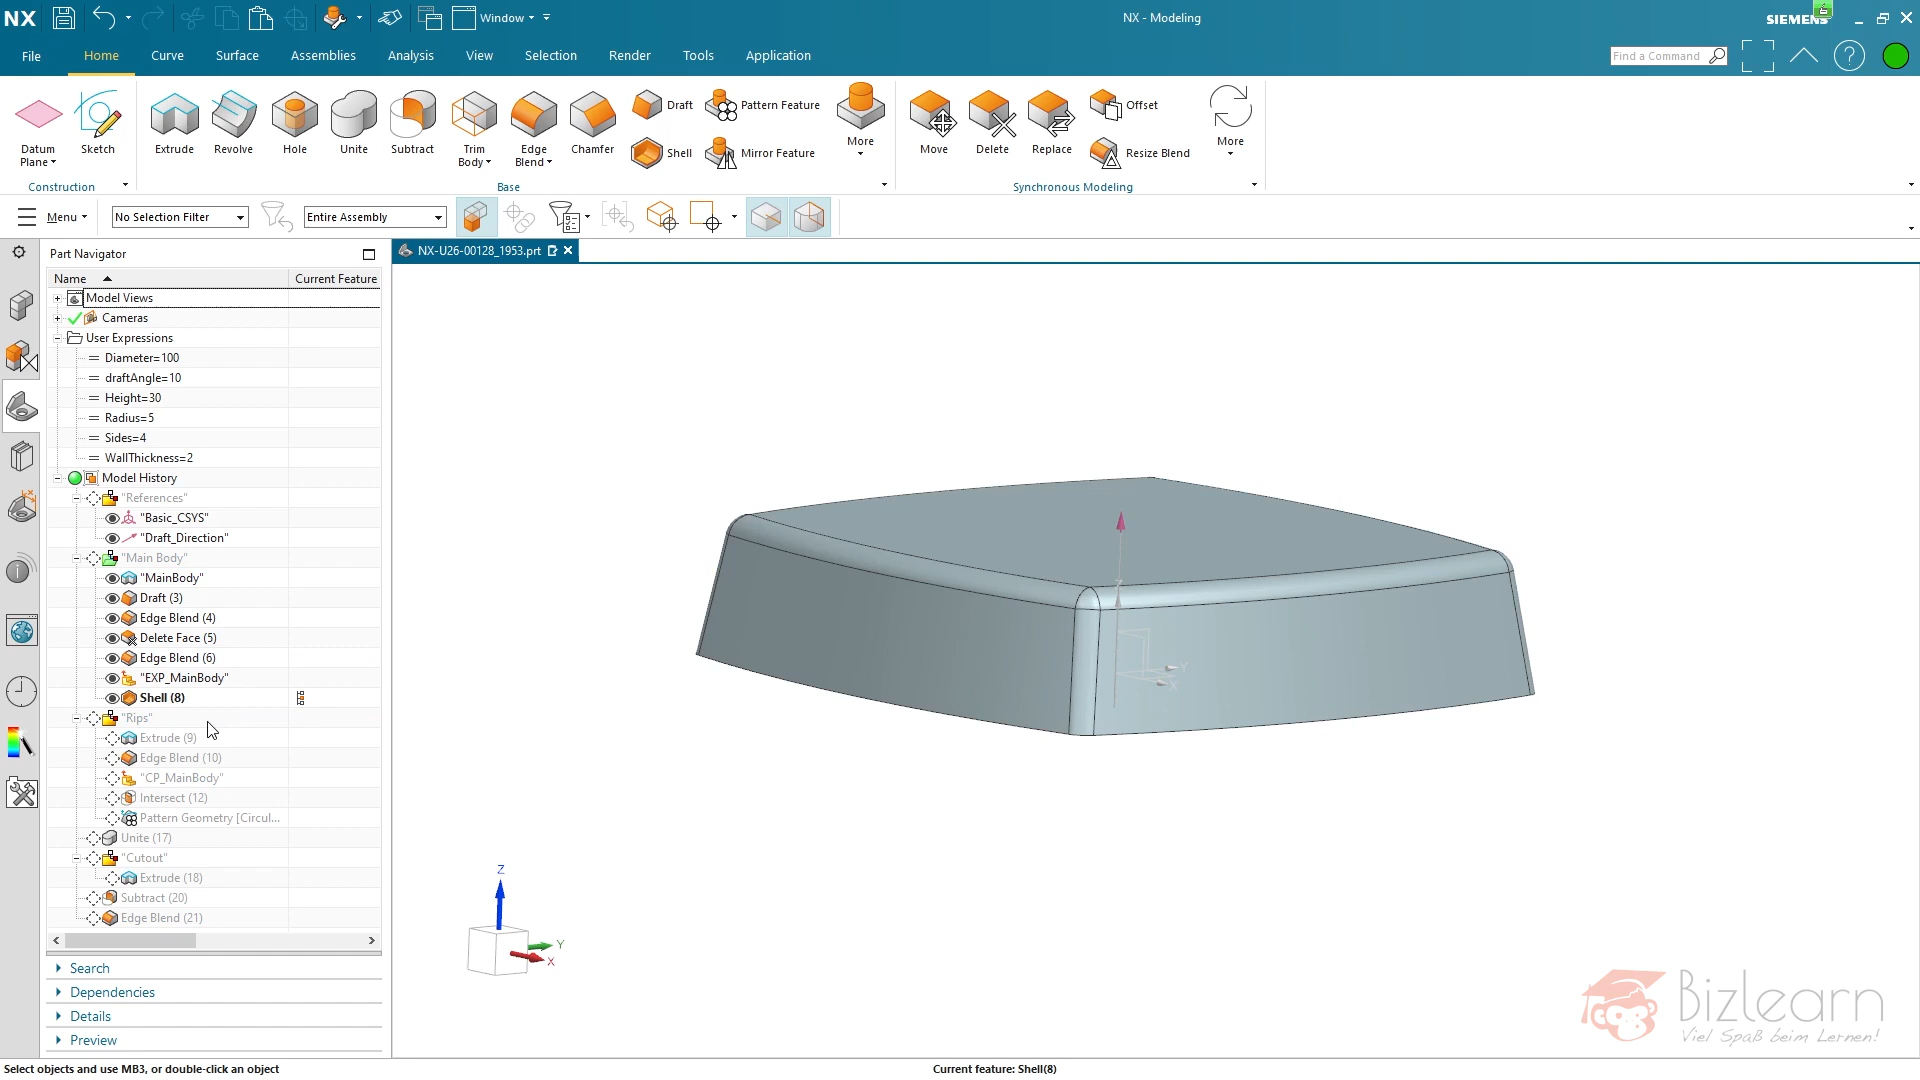 NX
Window
NX - Modeling
SIEMENS
File
Home
Curve
Surface
Assemblies
Analysis
View
Selection
Render
Tools
Application
Find a Command
Datum Plane
Sketch
Extrude
Revolve
Hole
Unite
Subtract
Trim Body
Edge Blend
Chamfer
Draft
Shell
Pattern Feature
Mirror Feature
More
Move
Delete
Replace
Offset
Resize Blend
More
Construction
Base
Synchronous Modeling
Menu
No Selection Filter
Entire Assembly
Part Navigator
NX-U26-00128_1953.prt
Name
Current Feature
Model Views
Cameras
User Expressions
= Diameter=100
= draftAngle=10
= Height=30
= Radius=5
= Sides=4
= WallThickness=2
Model History
"References"
"Basic_CSYS"
"Draft_Direction"
"Main Body"
"MainBody"
Draft (3)
Edge Blend (4)
Delete Face (5)
Edge Blend (6)
"EXP_MainBody"
Shell (8)
"Rips"
Extrude (9)
Edge Blend (10)
"CP_MainBody"
Intersect (12)
Pattern Geometry [Circul...
Unite (17)
"Cutout"
Extrude (18)
Subtract (20)
Edge Blend (21)
Search
Dependencies
Details
Preview
Z
Y
X
Z
Y
X
Bizlearn
Viel Spaß beim Lernen!
Select objects and use MB3, or double-click an object
Current feature: Shell(8)